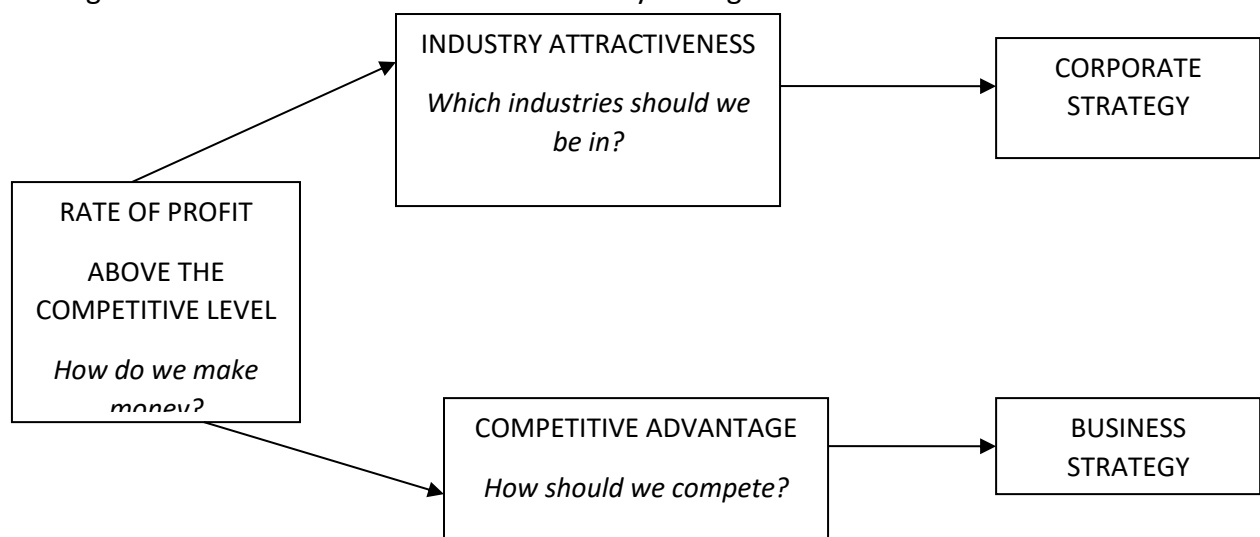 INDUSTRY ATTRACTIVENESS
Which industries should we
be in?
CORPORATE
STRATEGY
RATE OF PROFIT
ABOVE THE
COMPETITIVE LEVEL
How do we make
money?
COMPETITIVE ADVANTAGE
How should we compete?
BUSINESS
STRATEGY